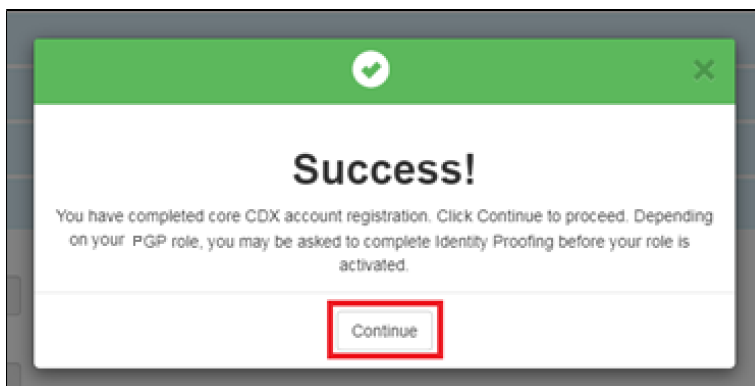 Success!
You have completed core CDX account registration. Click Continue to proceed. Depending
on your PGP role, you may be asked to complete Identity Proofing before your role is
activated.
Continue